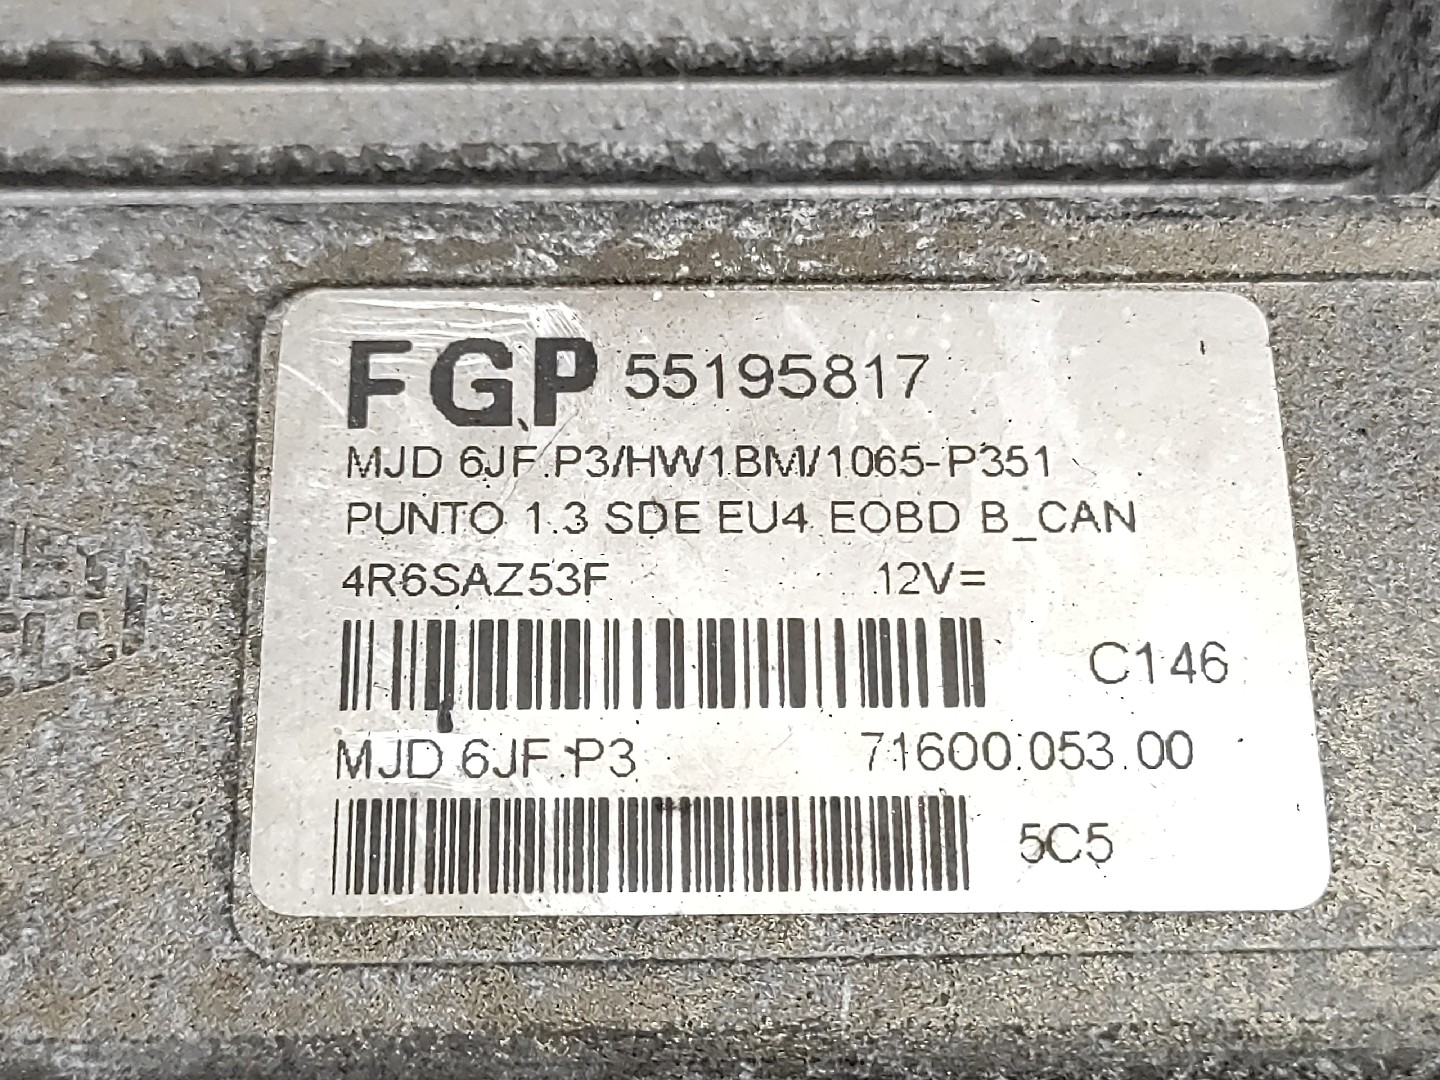 FGP 55195817
MJD 6JF.P3/HW1BM/1065-P351
PUNTO 1.3 SDE EU4 EOBD B_CAN
4R6SAZ53F 12V=
C146
MJD 6JF.P3 71600.053.00
5C5